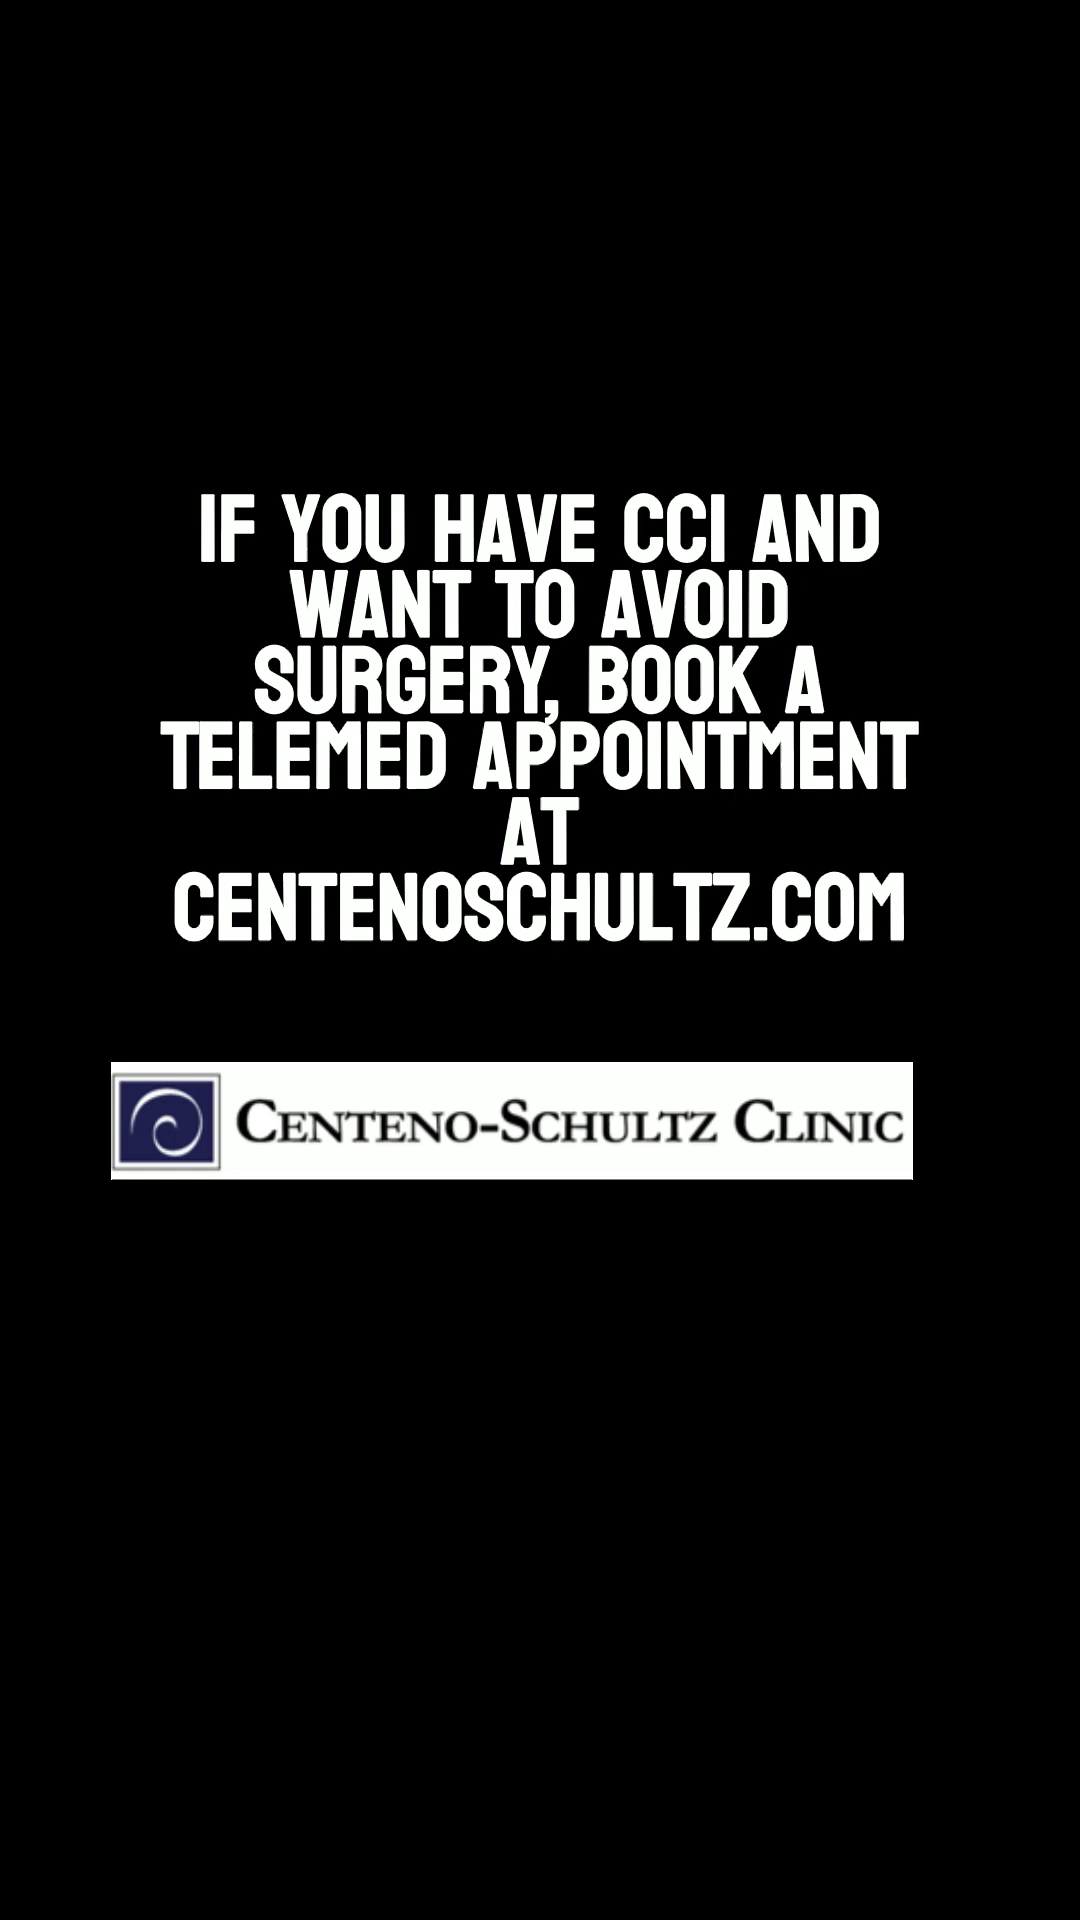 IF YOU HAVE CCI AND
WANT TO AVOID
SURGERY, BOOK A
TELEMED APPOINTMENT
AT
CENTENOSCHULTZ.COM
CENTENO-SCHULTZ CLINIC